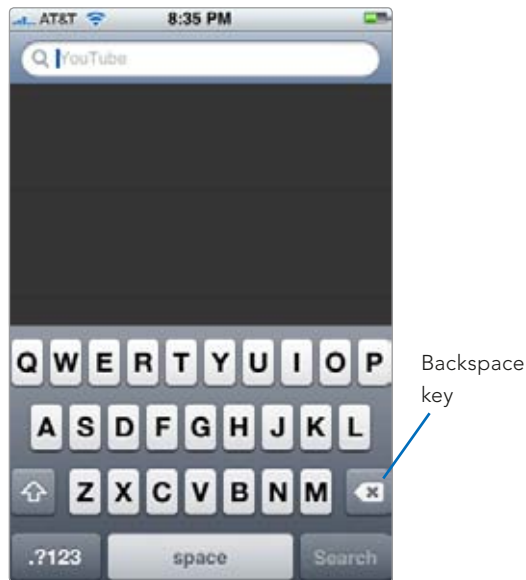 AT&T 8:35 PM
YouTube
Q W E R T Y U I O P
A S D F G H J K L
Backspace
key
Z X C V B N M
.?123 space Search